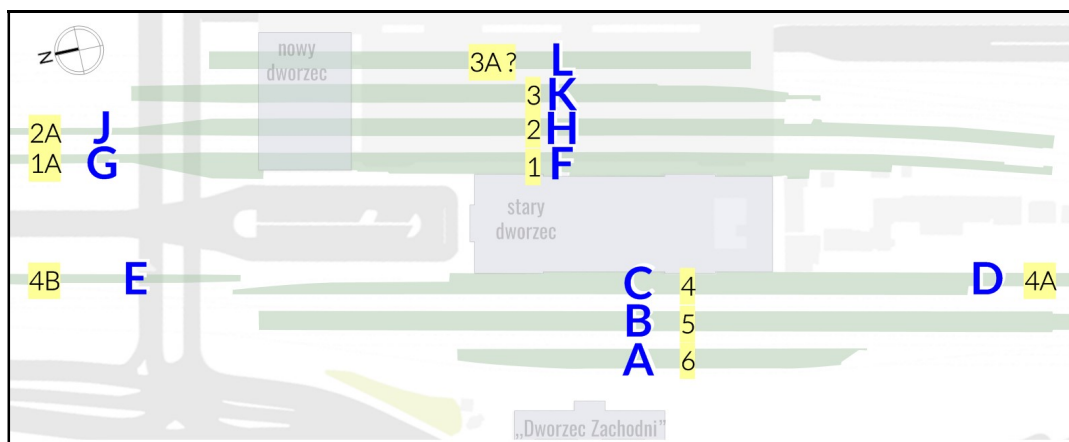 N
nowy
dworzec
3A? L
3 K
2A J
2 H
1A G
1 F
stary
dworzec
4B E
C 4
D 4A
B 5
A 6
„Dworzec Zachodni”